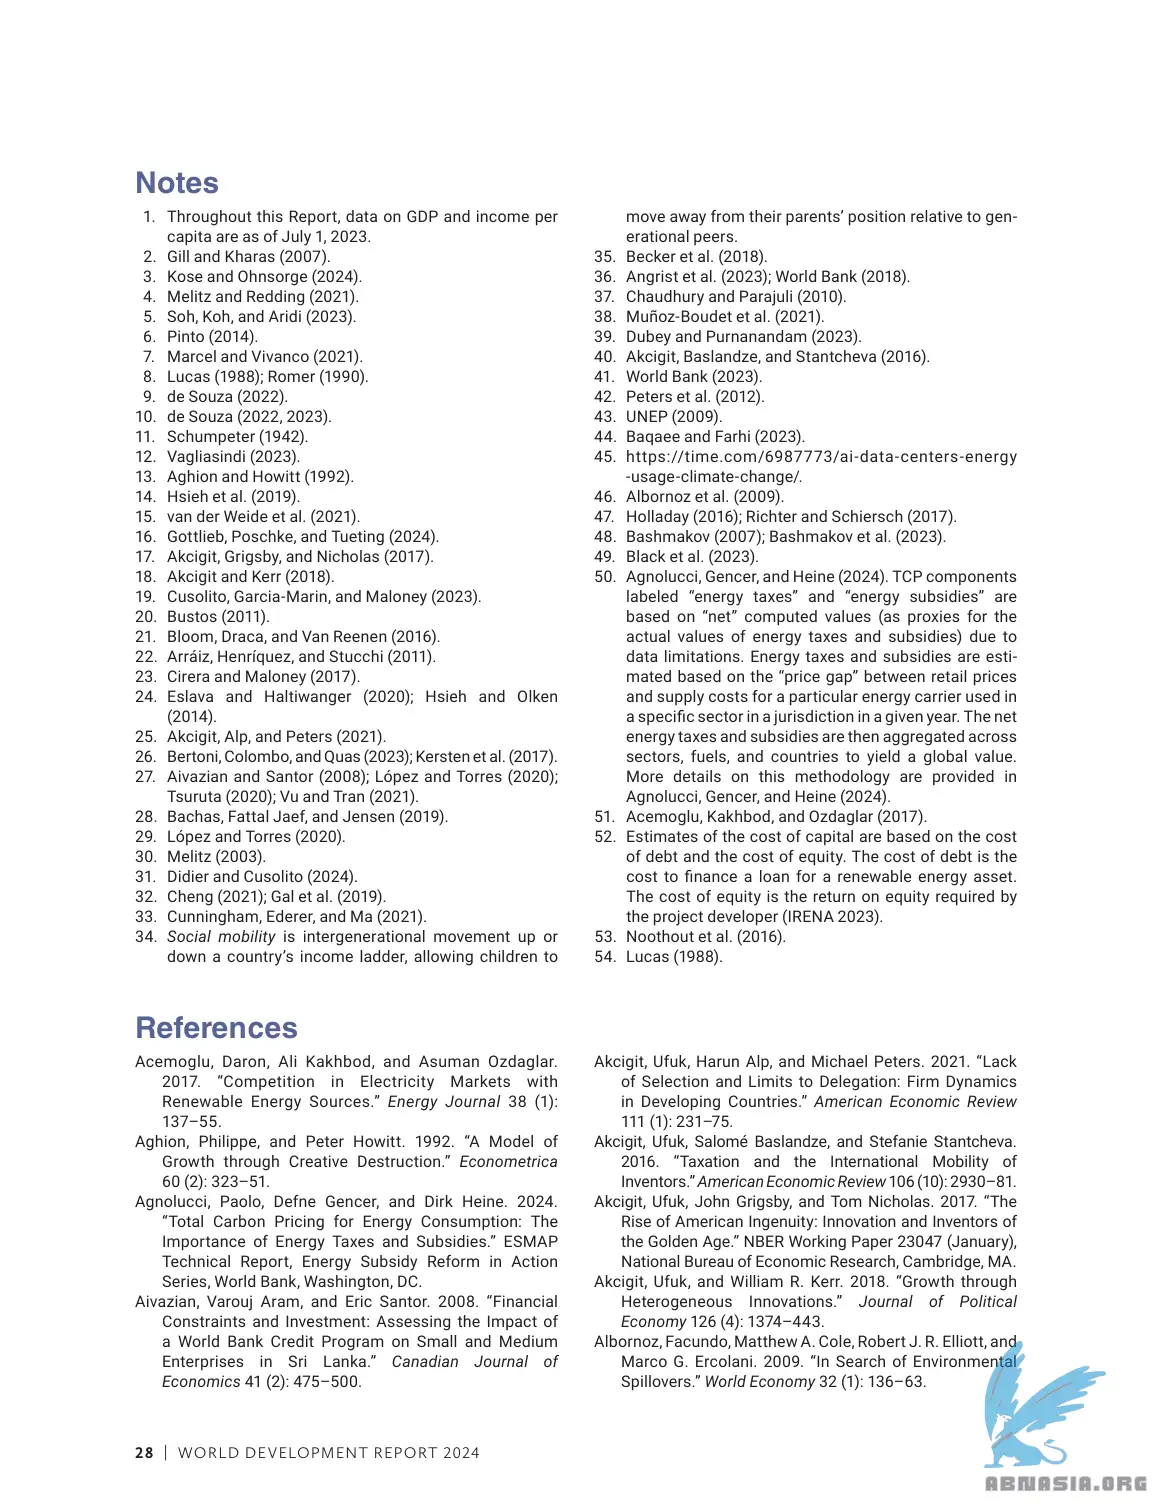 Notes
1. Throughout this Report, data on GDP and income per
capita are as of July 1, 2023.
2. Gill and Kharas (2007).
3. Kose and Ohnsorge (2024).
4. Melitz and Redding (2021).
5. Soh, Koh, and Aridi (2023).
6. Pinto (2014).
7. Marcel and Vivanco (2021).
8. Lucas (1988); Romer (1990).
9. de Souza (2022).
10. de Souza (2022, 2023).
11. Schumpeter (1942).
12. Vagliasindi (2023).
13. Aghion and Howitt (1992).
14. Hsieh et al. (2019).
15. van der Weide et al. (2021).
16. Gottlieb, Poschke, and Tueting (2024).
17. Akcigit, Grigsby, and Nicholas (2017).
18. Akcigit and Kerr (2018).
19. Cusolito, Garcia-Marin, and Maloney (2023).
20. Bustos (2011).
21. Bloom, Draca, and Van Reenen (2016).
22. Arráiz, Henríquez, and Stucchi (2011).
23. Cirera and Maloney (2017).
24. Eslava and Haltiwanger (2020); Hsieh and Olken
(2014).
25. Akcigit, Alp, and Peters (2021).
26. Bertoni, Colombo, and Quas (2023); Kersten et al. (2017).
27. Aivazian and Santor (2008); López and Torres (2020);
Tsuruta (2020); Vu and Tran (2021).
28. Bachas, Fattal Jaef, and Jensen (2019).
29. López and Torres (2020).
30. Melitz (2003).
31. Didier and Cusolito (2024).
32. Cheng (2021); Gal et al. (2019).
33. Cunningham, Ederer, and Ma (2021).
34. Social mobility is intergenerational movement up or
down a country’s income ladder, allowing children to
move away from their parents’ position relative to gen-
erational peers.
35. Becker et al. (2018).
36. Angrist et al. (2023); World Bank (2018).
37. Chaudhury and Parajuli (2010).
38. Muñoz-Boudet et al. (2021).
39. Dubey and Purnanandam (2023).
40. Akcigit, Baslandze, and Stantcheva (2016).
41. World Bank (2023).
42. Peters et al. (2012).
43. UNEP (2009).
44. Baqaee and Farhi (2023).
45. https://time.com/6987773/ai-data-centers-energy
-usage-climate-change/.
46. Albornoz et al. (2009).
47. Holladay (2016); Richter and Schiersch (2017).
48. Bashmakov (2007); Bashmakov et al. (2023).
49. Black et al. (2023).
50. Agnolucci, Gencer, and Heine (2024). TCP components
labeled “energy taxes” and “energy subsidies” are
based on “net” computed values (as proxies for the
actual values of energy taxes and subsidies) due to
data limitations. Energy taxes and subsidies are esti-
mated based on the “price gap” between retail prices
and supply costs for a particular energy carrier used in
a specific sector in a jurisdiction in a given year. The net
energy taxes and subsidies are then aggregated across
sectors, fuels, and countries to yield a global value.
More details on this methodology are provided in
Agnolucci, Gencer, and Heine (2024).
51. Acemoglu, Kakhbod, and Ozdaglar (2017).
52. Estimates of the cost of capital are based on the cost
of debt and the cost of equity. The cost of debt is the
cost to finance a loan for a renewable energy asset.
The cost of equity is the return on equity required by
the project developer (IRENA 2023).
53. Noothout et al. (2016).
54. Lucas (1988).
References
Acemoglu, Daron, Ali Kakhbod, and Asuman Ozdaglar.
2017. “Competition in Electricity Markets with
Renewable Energy Sources.” Energy Journal 38 (1):
137–55.
Aghion, Philippe, and Peter Howitt. 1992. “A Model of
Growth through Creative Destruction.” Econometrica
60 (2): 323–51.
Agnolucci, Paolo, Defne Gencer, and Dirk Heine. 2024.
“Total Carbon Pricing for Energy Consumption: The
Importance of Energy Taxes and Subsidies.” ESMAP
Technical Report, Energy Subsidy Reform in Action
Series, World Bank, Washington, DC.
Aivazian, Varouj Aram, and Eric Santor. 2008. “Financial
Constraints and Investment: Assessing the Impact of
a World Bank Credit Program on Small and Medium
Enterprises in Sri Lanka.” Canadian Journal of
Economics 41 (2): 475–500.
Akcigit, Ufuk, Harun Alp, and Michael Peters. 2021. “Lack
of Selection and Limits to Delegation: Firm Dynamics
in Developing Countries.” American Economic Review
111 (1): 231–75.
Akcigit, Ufuk, Salomé Baslandze, and Stefanie Stantcheva.
2016. “Taxation and the International Mobility of
Inventors.” American Economic Review 106 (10): 2930–81.
Akcigit, Ufuk, John Grigsby, and Tom Nicholas. 2017. “The
Rise of American Ingenuity: Innovation and Inventors of
the Golden Age.” NBER Working Paper 23047 (January),
National Bureau of Economic Research, Cambridge, MA.
Akcigit, Ufuk, and William R. Kerr. 2018. “Growth through
Heterogeneous Innovations.” Journal of Political
Economy 126 (4): 1374–443.
Albornoz, Facundo, Matthew A. Cole, Robert J. R. Elliott, and
Marco G. Ercolani. 2009. “In Search of Environmental
Spillovers.” World Economy 32 (1): 136–63.
28 | WORLD DEVELOPMENT REPORT 2024
ABNASIA.ORG